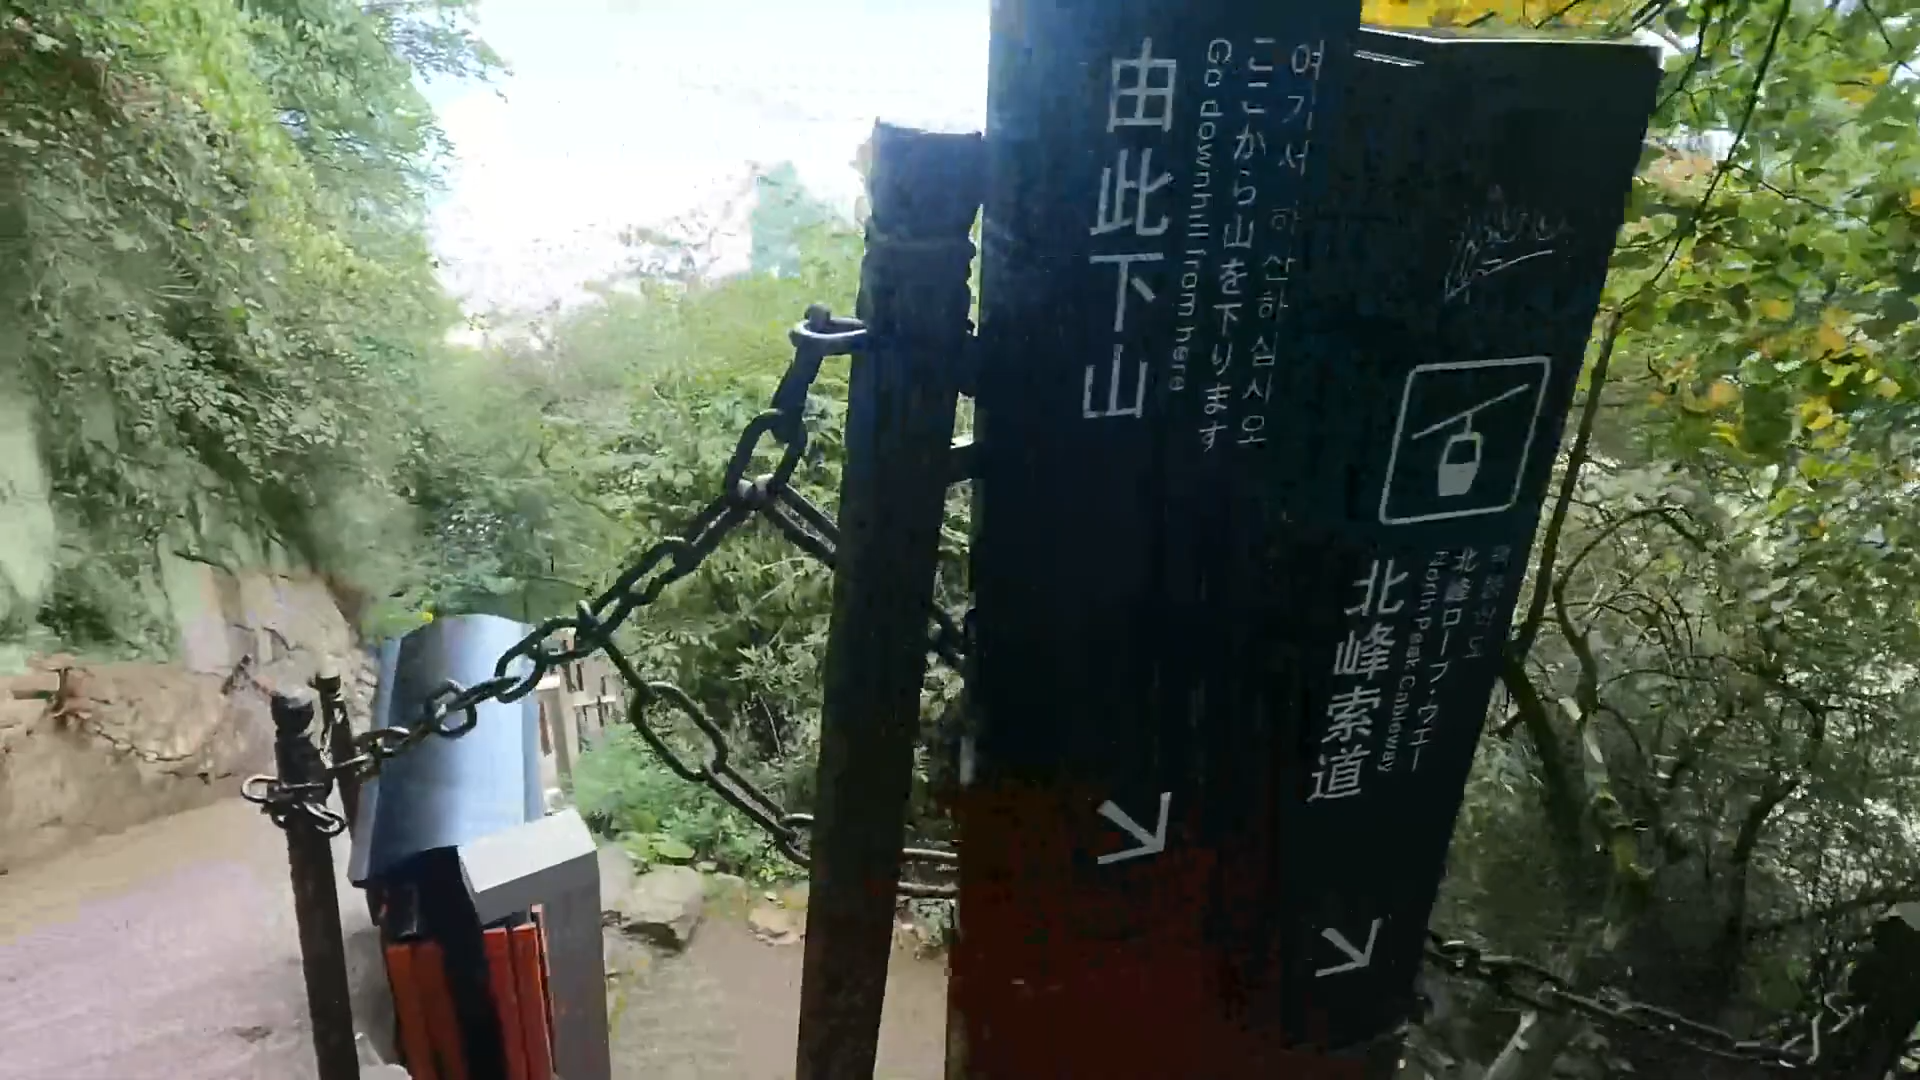 由此下山
Go downhill from here
ここから山を下ります
여기서 하산하십시오
北峰索道
North Peak Cableway
北峰ロープ・ウエー